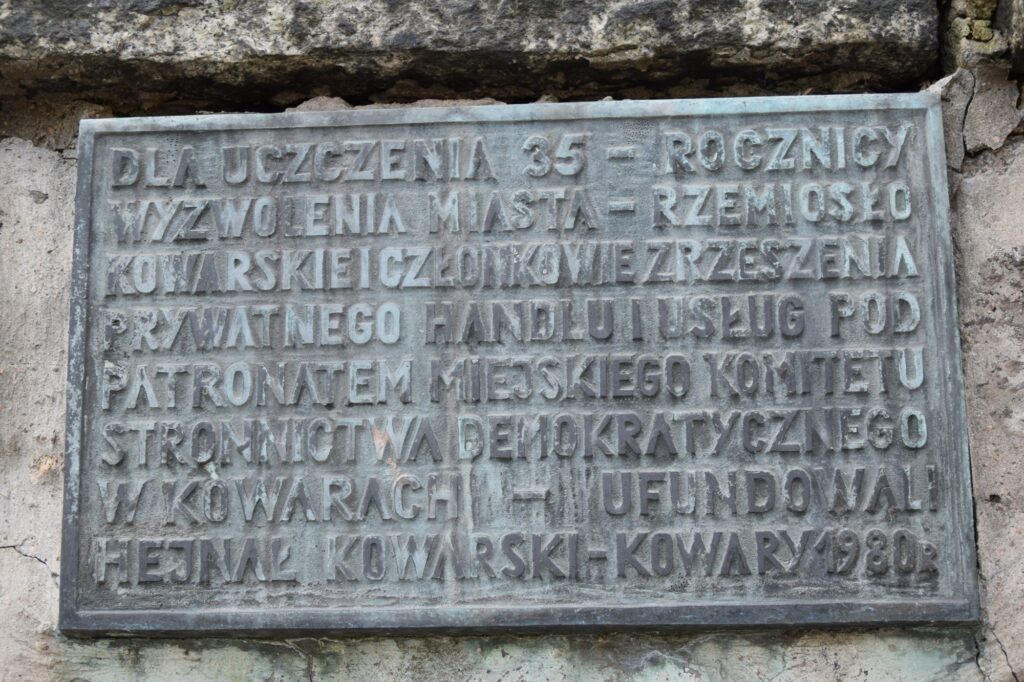 DLA UCZCZENIA 35 - ROCZNICY
WYZWOLENIA MIASTA - RZEMIOSŁO
KOWARSKIE I CZŁONKOWIE ZRZESZENIA
PRYWATNEGO HANDLU I USŁUG POD
PATRONATEM MIEJSKIEGO KOMITETU
STRONNICTWA DEMOKRATYCZNEGO
W KOWARACH - UFUNDOWALI
HEJNAŁ KOWARSKI-KOWARY 1980R